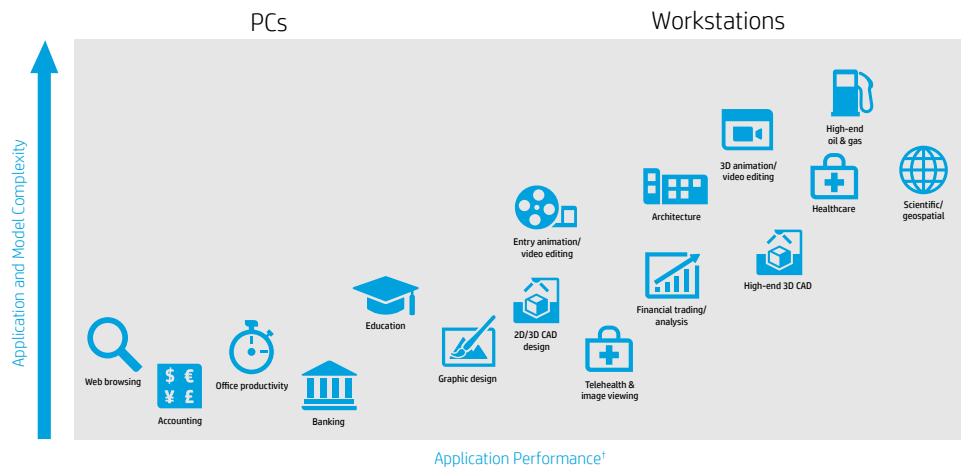 PCs
Workstations
Application and Model Complexity
High-end
oil & gas
3D animation/
video editing
Healthcare
Scientific/
geospatial
Architecture
Entry animation/
video editing
High-end 3D CAD
Financial trading/
analysis
Education
2D/3D CAD
design
Graphic design
Telehealth &
image viewing
Web browsing
Office productivity
$ €
¥ £
Accounting
Banking
Application Performance†